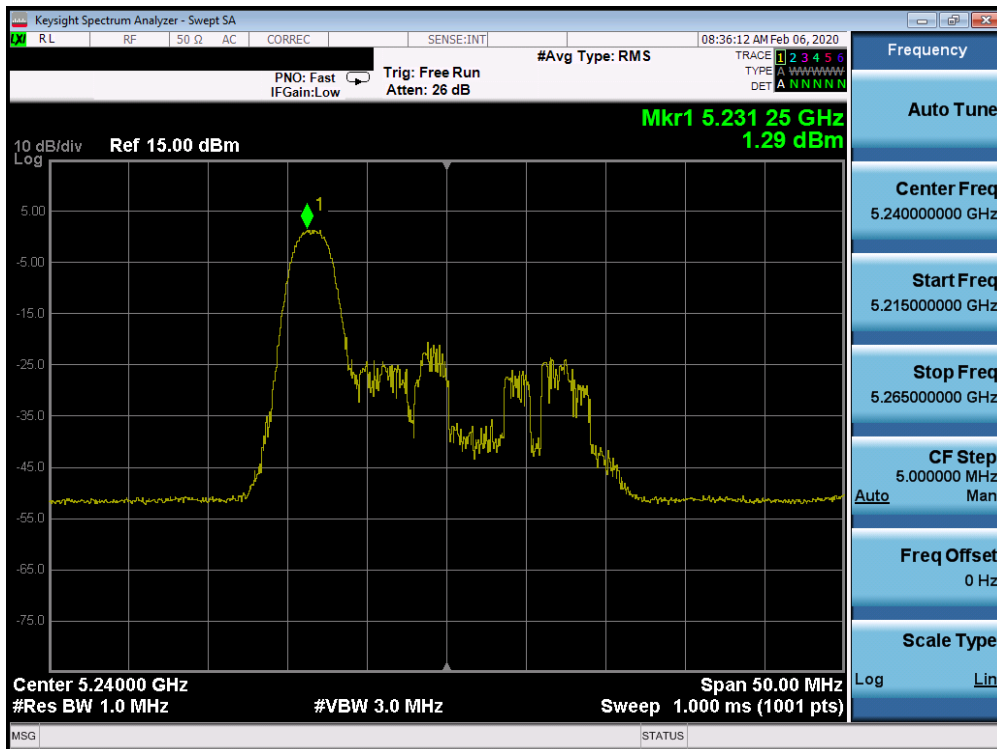 Keysight Spectrum Analyzer - Swept SA
LXI RL RF 50 Ω AC CORREC SENSE:INT 08:36:12 AM Feb 06, 2020
#Avg Type: RMS TRACE 1 2 3 4 5 6
PNO: Fast Trig: Free Run TYPE A WWWWW
IFGain:Low Atten: 26 dB DET A N N N N N
Mkr1 5.231 25 GHz
1.29 dBm
10 dB/div Ref 15.00 dBm
Log
1
5.00
-5.00
-15.0
-25.0
-35.0
-45.0
-55.0
-65.0
-75.0
Center 5.24000 GHz Span 50.00 MHz
#Res BW 1.0 MHz #VBW 3.0 MHz Sweep 1.000 ms (1001 pts)
MSG STATUS
Frequency
Auto Tune
Center Freq
5.240000000 GHz
Start Freq
5.215000000 GHz
Stop Freq
5.265000000 GHz
CF Step
5.000000 MHz
Auto Man
Freq Offset
0 Hz
Scale Type
Log Lin